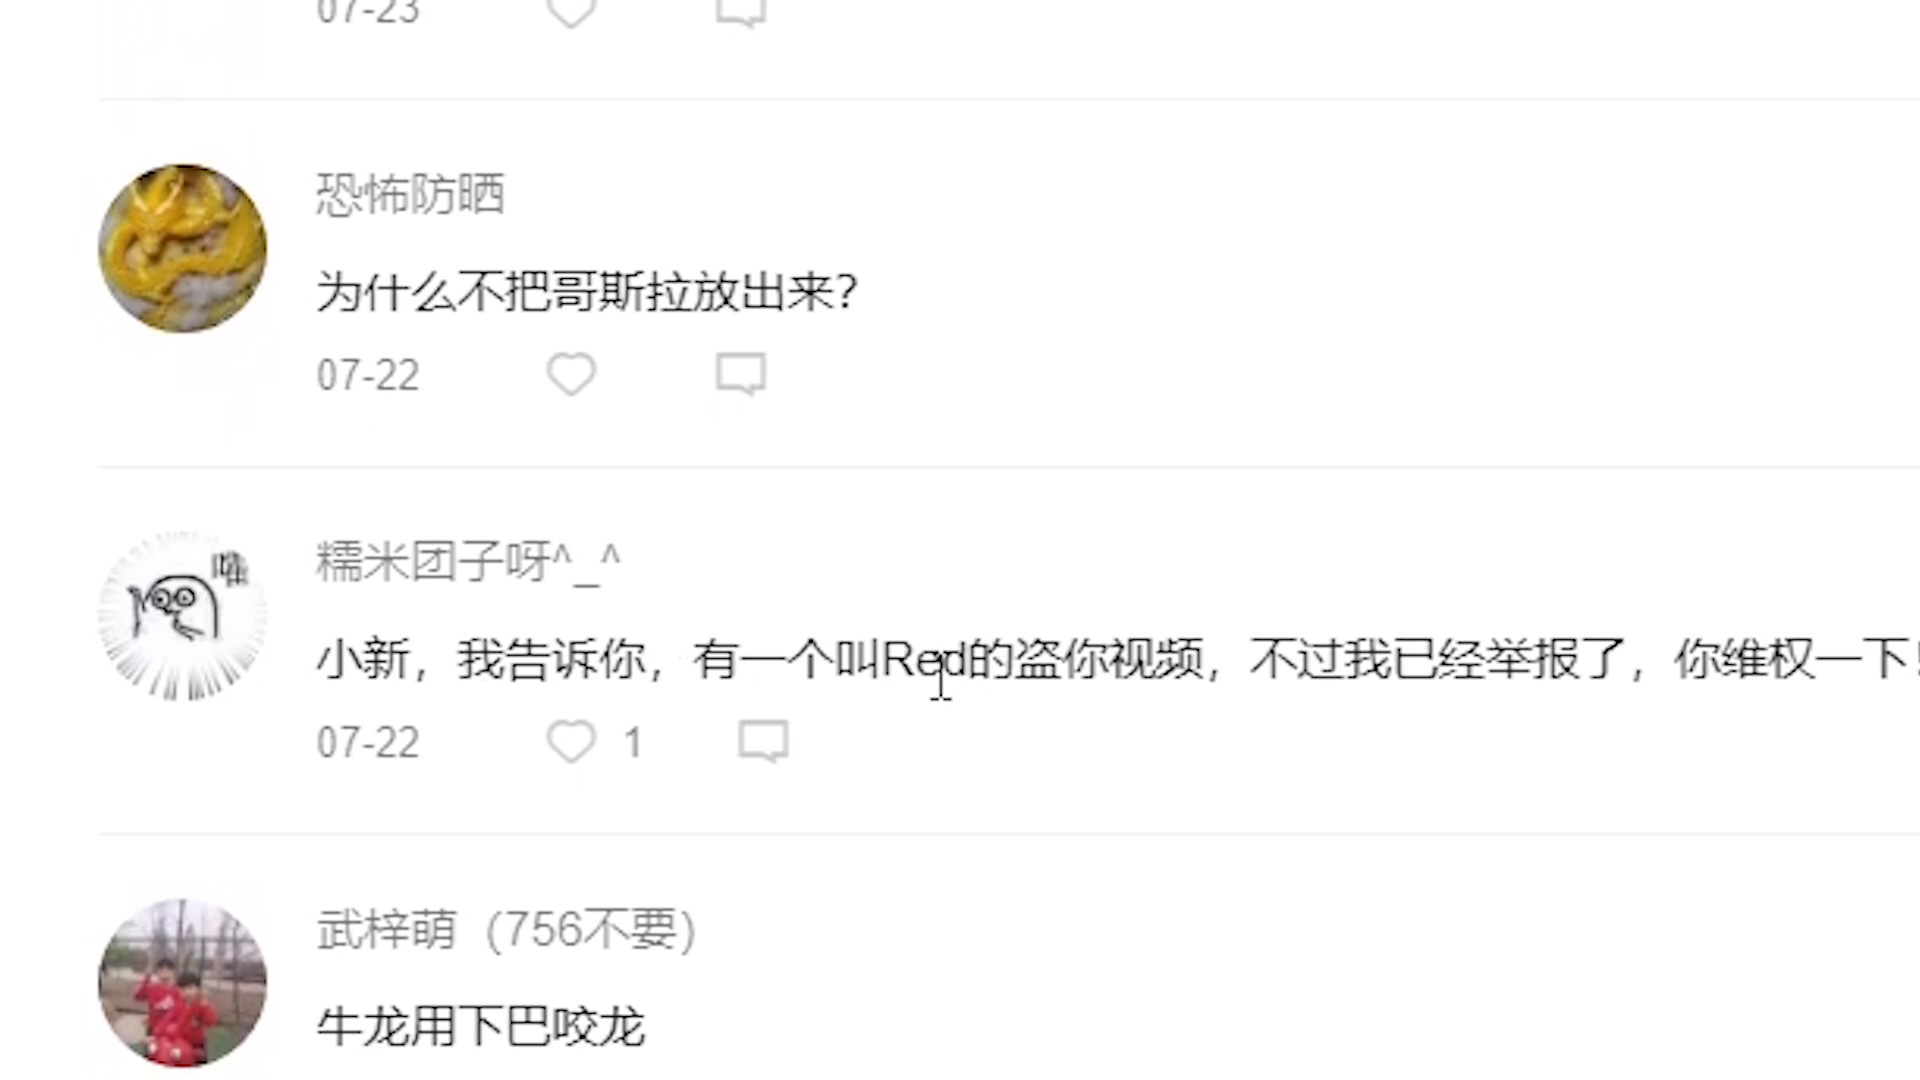 07-23
恐怖防晒
为什么不把哥斯拉放出来?
07-22
糯米团子呀^_^
小新，我告诉你，有一个叫Red的盗你视频，不过我已经举报了，你维权一下!
07-22 1
武梓萌（756不要）
牛龙用下巴咬龙